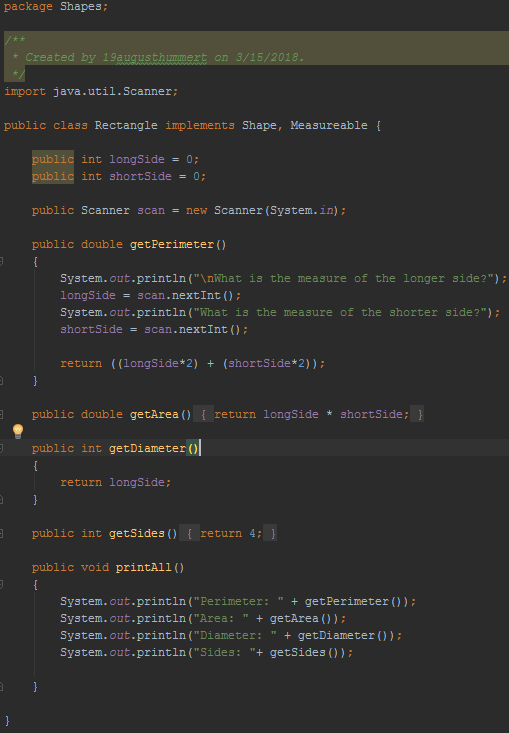 package Shapes;
/**
* Created by 19augusthummert on 3/15/2018.
*/
import java.util.Scanner;
public class Rectangle implements Shape, Measureable {
public int longSide = 0;
public int shortSide = 0;
public Scanner scan = new Scanner(System.in);
public double getPerimeter()
{
System.out.println("\nWhat is the measure of the longer side?");
longSide = scan.nextInt();
System.out.println("What is the measure of the shorter side?");
shortSide = scan.nextInt();
return ((longSide*2) + (shortSide*2));
}
public double getArea() { return longSide * shortSide; }
public int getDiameter()
{
return longSide;
}
public int getSides() { return 4; }
public void printAll()
{
System.out.println("Perimeter: " + getPerimeter());
System.out.println("Area: " + getArea());
System.out.println("Diameter: " + getDiameter());
System.out.println("Sides: "+ getSides());
}
}